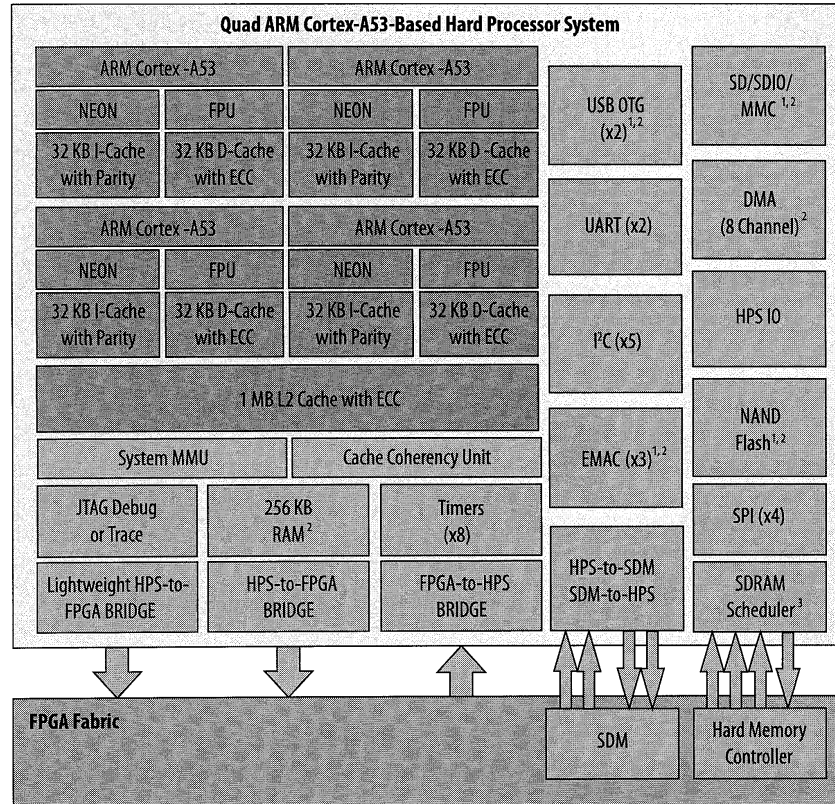 Quad ARM Cortex-A53-Based Hard Processor System
ARM Cortex -A53
ARM Cortex -A53
NEON
FPU
NEON
FPU
32 KB I-Cache
with Parity
32 KB D-Cache
with ECC
32 KB I-Cache
with Parity
32 KB D -Cache
with ECC
ARM Cortex -A53
ARM Cortex -A53
NEON
FPU
NEON
FPU
32 KB I-Cache
with Parity
32 KB D-Cache
with ECC
32 KB I-Cache
with Parity
32 KB D-Cache
with ECC
1 MB L2 Cache with ECC
System MMU
Cache Coherency Unit
JTAG Debug
or Trace
256 KB
RAM²
Timers
(x8)
Lightweight HPS-to-
FPGA BRIDGE
HPS-to-FPGA
BRIDGE
FPGA-to-HPS
BRIDGE
USB OTG
(x2)¹,²
UART (x2)
I²C (x5)
EMAC (x3)¹,²
HPS-to-SDM
SDM-to-HPS
SD/SDIO/
MMC ¹,²
DMA
(8 Channel)²
HPS IO
NAND
Flash¹,²
SPI (x4)
SDRAM
Scheduler³
FPGA Fabric
SDM
Hard Memory
Controller